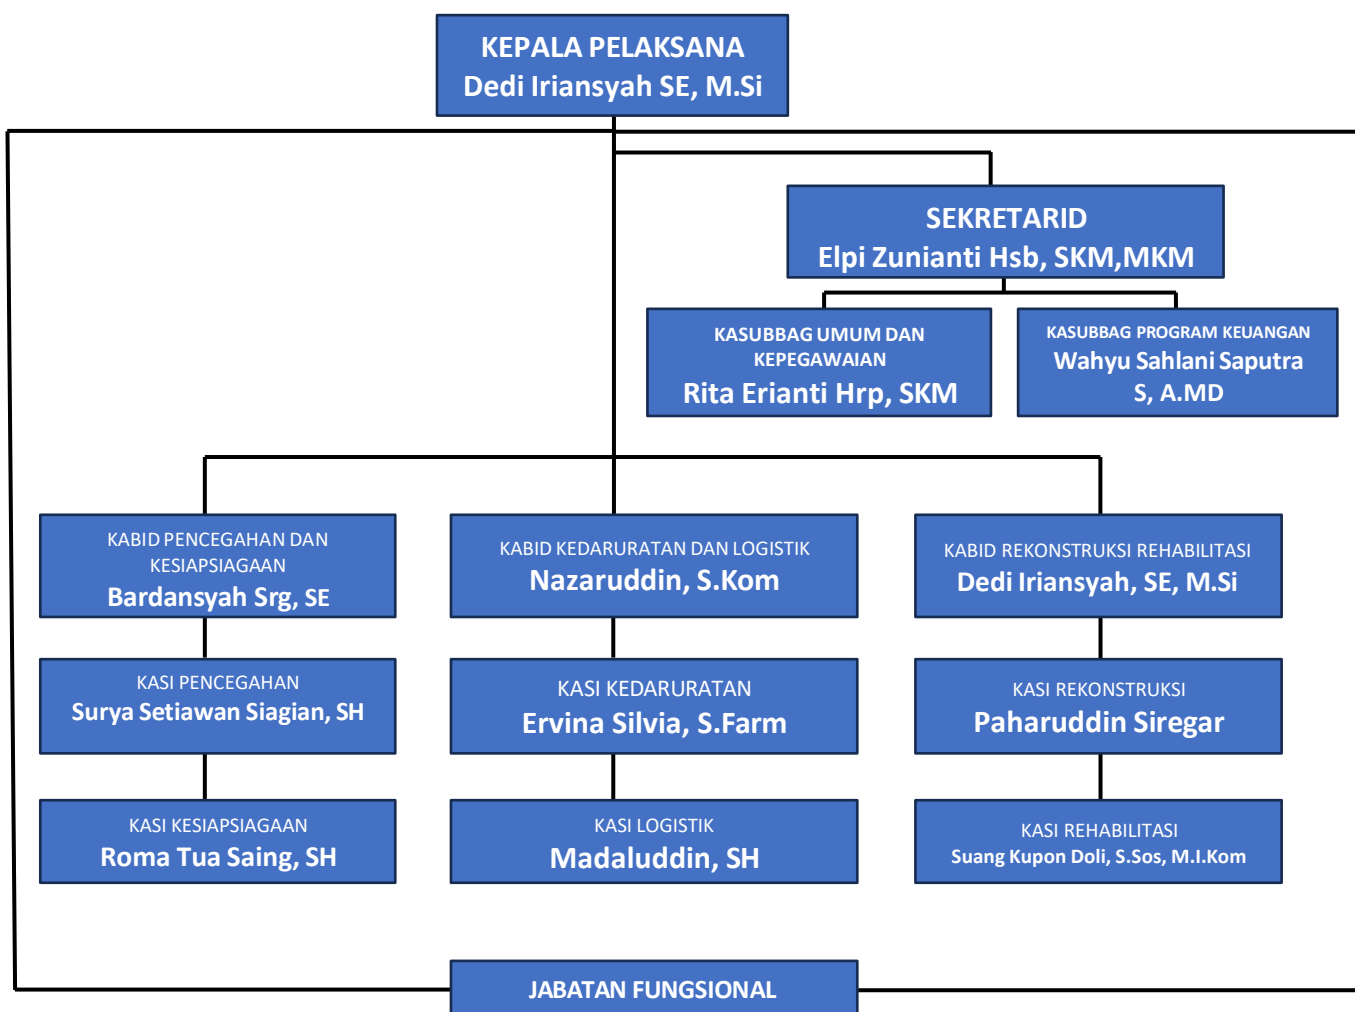 KEPALA PELAKSANA
Dedi Iriansyah SE, M.Si
SEKRETARID
Elpi Zunianti Hsb, SKM,MKM
KASUBBAG UMUM DAN
KEPEGAWAIAN
Rita Erianti Hrp, SKM
KASUBBAG PROGRAM KEUANGAN
Wahyu Sahlani Saputra
S, A.MD
KABID PENCEGAHAN DAN
KESIAPSIAGAAN
Bardansyah Srg, SE
KABID KEDARURATAN DAN LOGISTIK
Nazaruddin, S.Kom
KABID REKONSTRUKSI REHABILITASI
Dedi Iriansyah, SE, M.Si
KASI PENCEGAHAN
Surya Setiawan Siagian, SH
KASI KEDARURATAN
Ervina Silvia, S.Farm
KASI REKONSTRUKSI
Paharuddin Siregar
KASI KESIAPSIAGAAN
Roma Tua Saing, SH
KASI LOGISTIK
Madaluddin, SH
KASI REHABILITASI
Suang Kupon Doli, S.Sos, M.I.Kom
JABATAN FUNGSIONAL